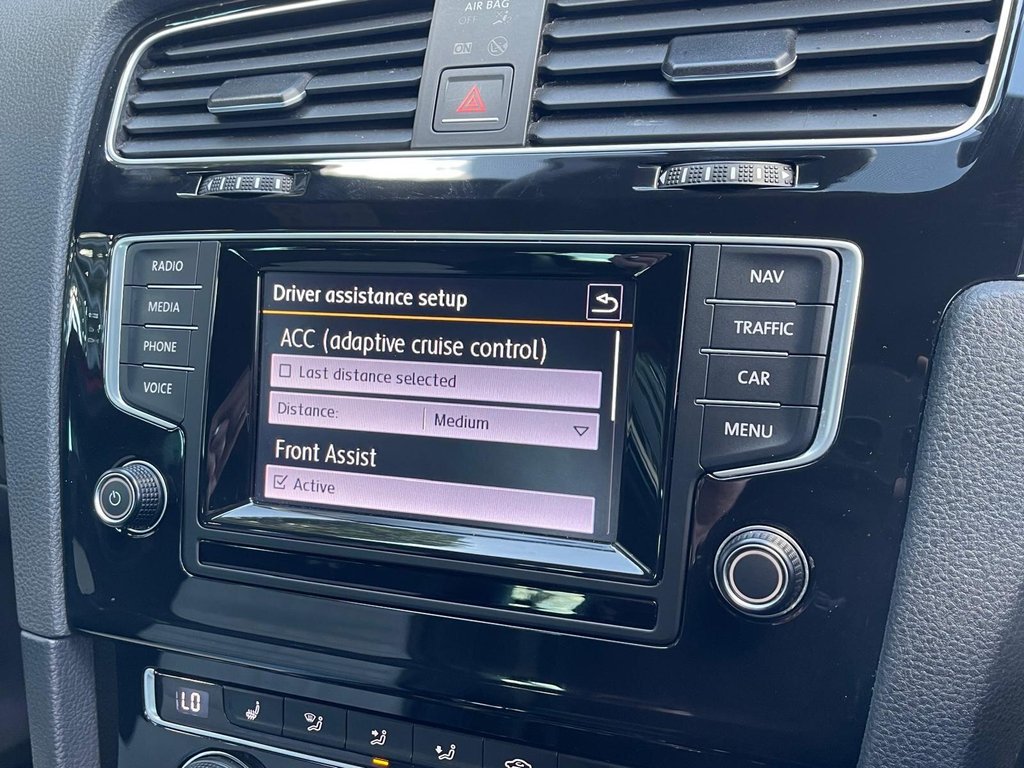 AIR BAG
OFF
ON
RADIO
MEDIA
PHONE
VOICE
Driver assistance setup
ACC (adaptive cruise control)
Last distance selected
Distance: Medium
Front Assist
Active
NAV
TRAFFIC
CAR
MENU
LO